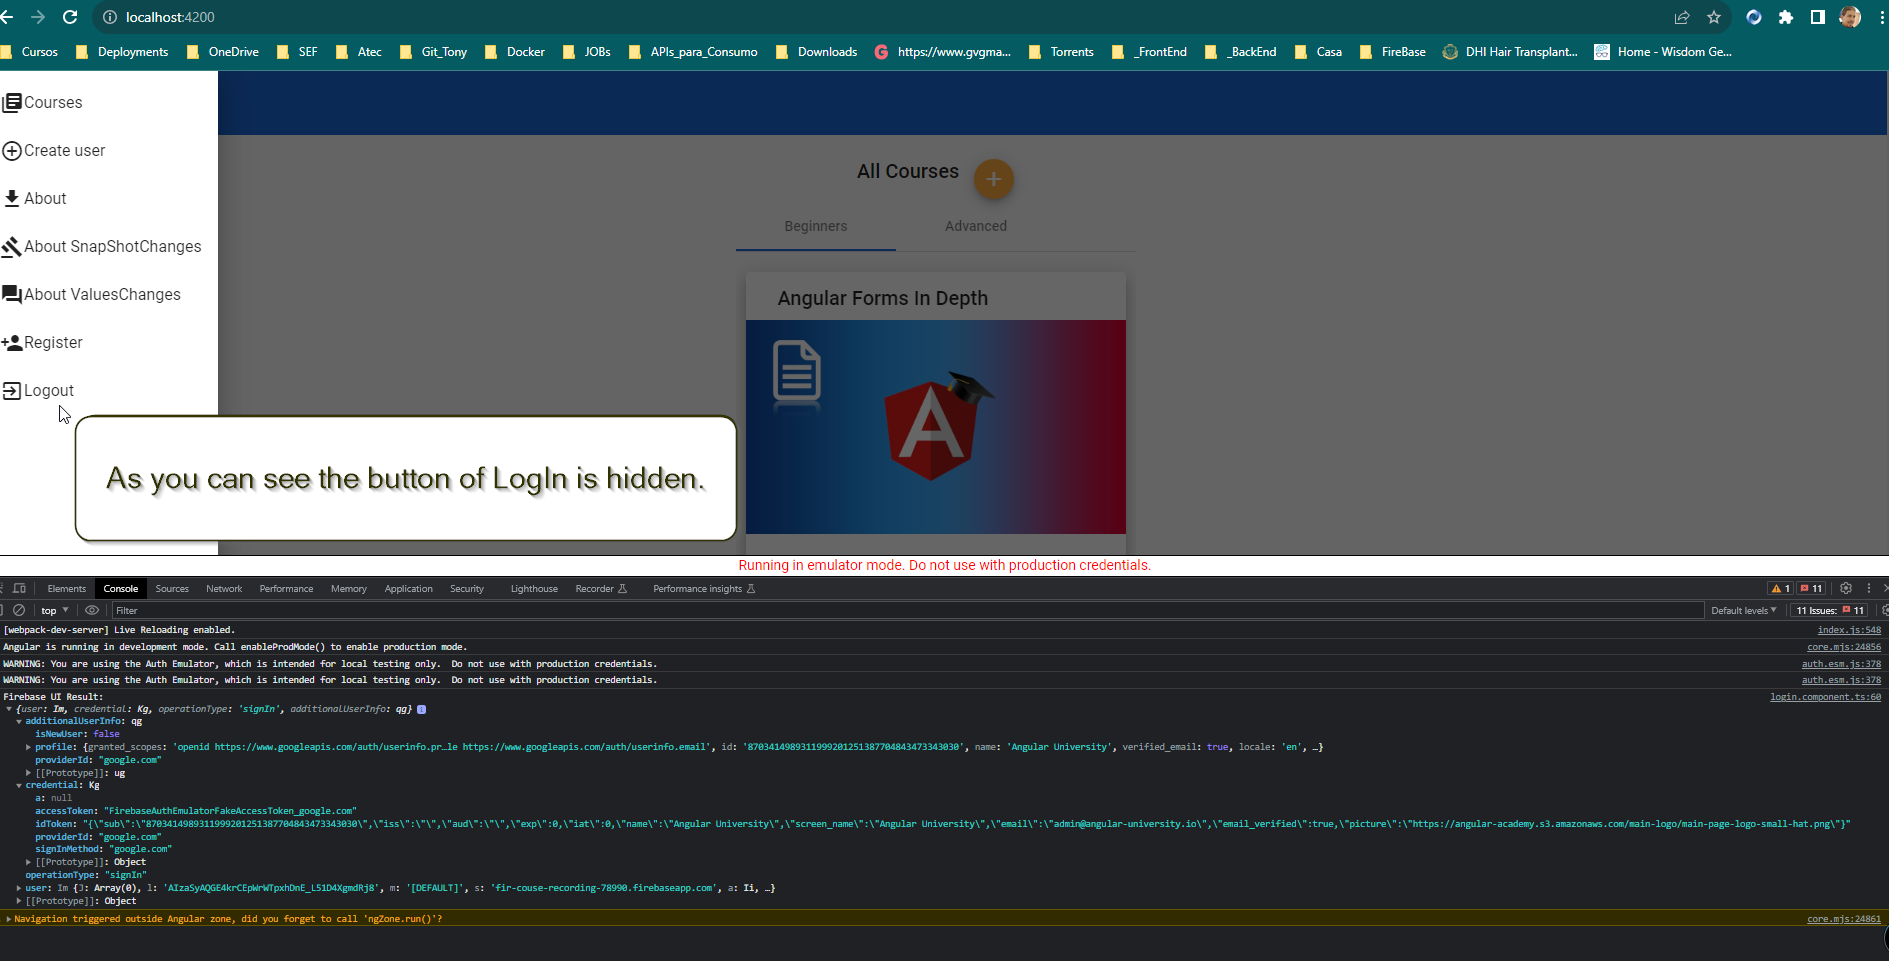 localhost:4200
Cursos Deployments OneDrive SEF Atec Git_Tony Docker JOBs APIs_para_Consumo Downloads https://www.gvgma... Torrents _FrontEnd _BackEnd Casa FireBase DHI Hair Transplant... Home - Wisdom Ge...
Courses
Create user
About
About SnapShotChanges
About ValuesChanges
Register
Logout
All Courses +
Beginners Advanced
Angular Forms In Depth
A
As you can see the button of LogIn is hidden.
Running in emulator mode. Do not use with production credentials.
Elements Console Sources Network Performance Memory Application Security Lighthouse Recorder Performance insights 1 11
top Filter Default levels 11 Issues: 11
[webpack-dev-server] Live Reloading enabled. index.js:548
Angular is running in development mode. Call enableProdMode() to enable production mode. core.mjs:24856
WARNING: You are using the Auth Emulator, which is intended for local testing only.  Do not use with production credentials. auth.esm.js:378
WARNING: You are using the Auth Emulator, which is intended for local testing only.  Do not use with production credentials. auth.esm.js:378
Firebase UI Result: login.component.ts:60
{user: Im, credential: Kg, operationType: 'signIn', additionalUserInfo: qg}
additionalUserInfo: qg
isNewUser: false
profile: {granted_scopes: 'openid https://www.googleapis.com/auth/userinfo.pr…le https://www.googleapis.com/auth/userinfo.email', id: '8703414989311999201251387704843473343030', name: 'Angular University', verified_email: true, locale: 'en', …}
providerId: "google.com"
[[Prototype]]: ug
credential: Kg
a: null
accessToken: "FirebaseAuthEmulatorFakeAccessToken_google.com"
idToken: "{\"sub\":\"8703414989311999201251387704843473343030\",\"iss\":\"\",\"aud\":\"\",\"exp\":0,\"iat\":0,\"name\":\"Angular University\",\"screen_name\":\"Angular University\",\"email\":\"admin@angular-university.io\",\"email_verified\":true,\"picture\":\"https://angular-academy.s3.amazonaws.com/main-logo/main-page-logo-small-hat.png\"}"
providerId: "google.com"
signInMethod: "google.com"
[[Prototype]]: Object
operationType: "signIn"
user: Im {J: Array(0), l: 'AIzaSyAQGE4krCEpWrWTpxhDnE_L51D4XgmdRj8', m: '[DEFAULT]', s: 'fir-couse-recording-78990.firebaseapp.com', a: Ii, …}
[[Prototype]]: Object
Navigation triggered outside Angular zone, did you forget to call 'ngZone.run()'? core.mjs:24861